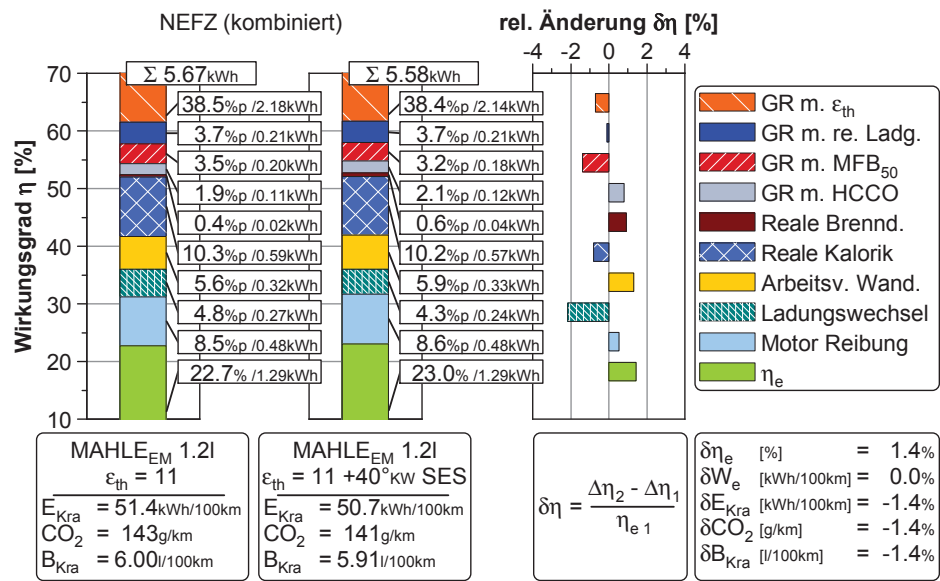 NEFZ (kombiniert)
rel. Änderung δη [%]
-4 -2 0 2 4
Σ 5.67kWh
Σ 5.58kWh
Wirkungsgrad η [%]
70
60
50
40
30
20
10
38.5%p /2.18kWh
3.7%p /0.21kWh
3.5%p /0.20kWh
1.9%p /0.11kWh
0.4%p /0.02kWh
10.3%p /0.59kWh
5.6%p /0.32kWh
4.8%p /0.27kWh
8.5%p /0.48kWh
22.7% /1.29kWh
38.4%p /2.14kWh
3.7%p /0.21kWh
3.2%p /0.18kWh
2.1%p /0.12kWh
0.6%p /0.04kWh
10.2%p /0.57kWh
5.9%p /0.33kWh
4.3%p /0.24kWh
8.6%p /0.48kWh
23.0% /1.29kWh
GR m. εth
GR m. re. Ladg.
GR m. MFB50
GR m. HCCO
Reale Brennd.
Reale Kalorik
Arbeitsv. Wand.
Ladungswechsel
Motor Reibung
ηe
MAHLEEM 1.2l
εth = 11
EKra = 51.4kWh/100km
CO2 = 143g/km
BKra = 6.00l/100km
MAHLEEM 1.2l
εth = 11 +40°KW SES
EKra = 50.7kWh/100km
CO2 = 141g/km
BKra = 5.91l/100km
δη = (Δη2 - Δη1) / ηe 1
δηe [%] = 1.4%
δWe [kWh/100km] = 0.0%
δEKra [kWh/100km] = -1.4%
δCO2 [g/km] = -1.4%
δBKra [l/100km] = -1.4%